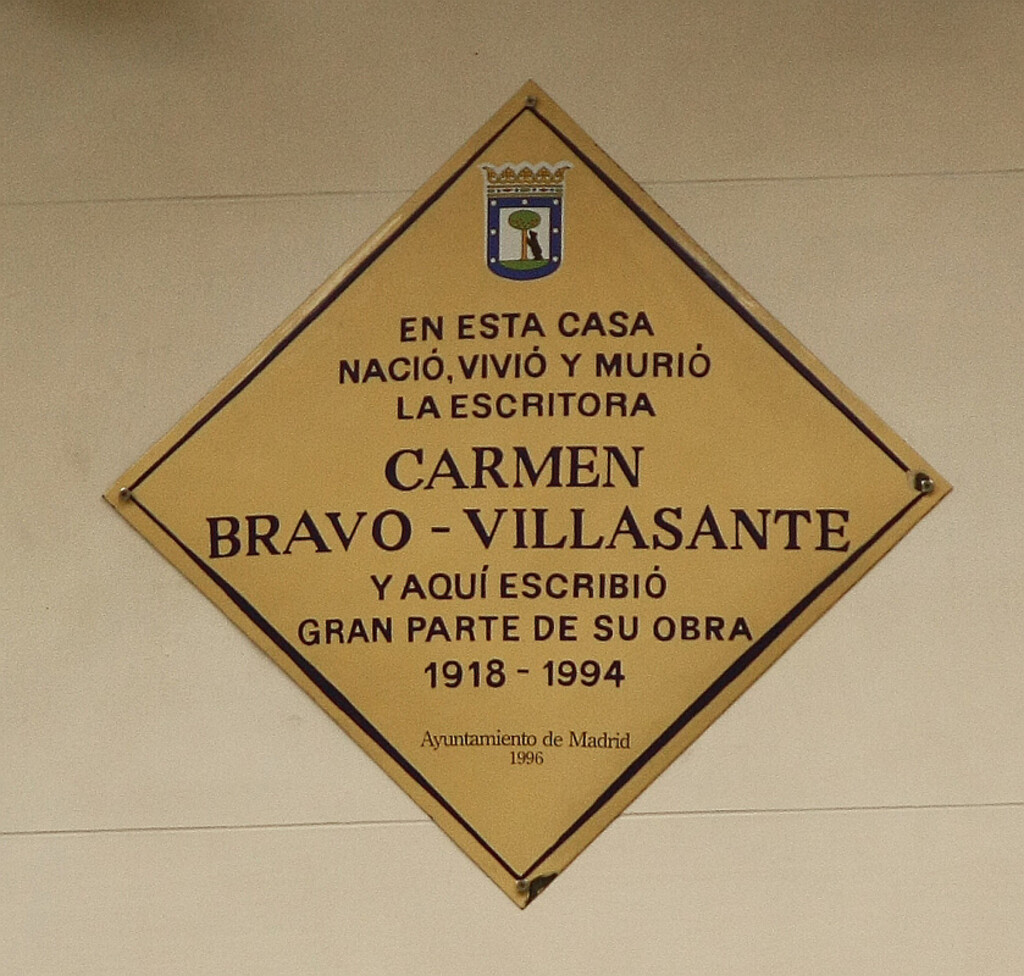 EN ESTA CASA
NACIÓ, VIVIÓ Y MURIÓ
LA ESCRITORA
CARMEN
BRAVO - VILLASANTE
Y AQUÍ ESCRIBIÓ
GRAN PARTE DE SU OBRA
1918 - 1994
Ayuntamiento de Madrid
1996